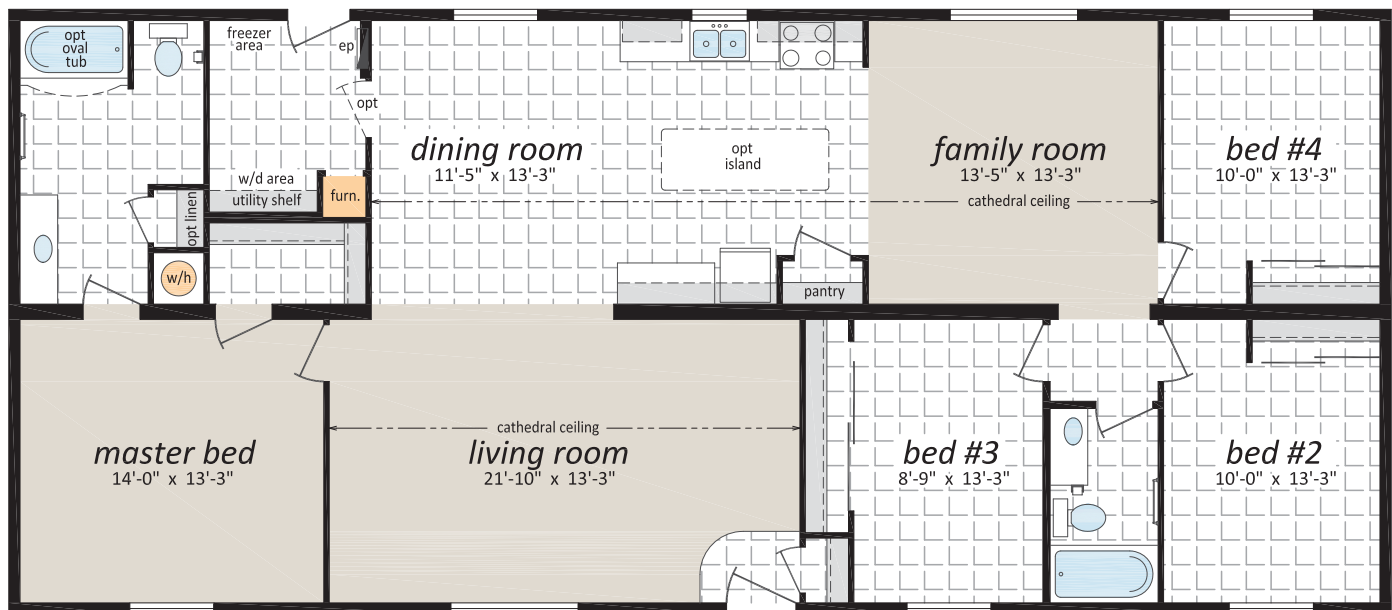 opt
oval
tub
freezer
area
ep
opt
dining room
11'-5" x 13'-3"
opt
island
family room
13'-5" x 13'-3"
bed #4
10'-0" x 13'-3"
w/d area
utility shelf
furn.
opt linen
cathedral ceiling
w/h
pantry
master bed
14'-0" x 13'-3"
cathedral ceiling
living room
21'-10" x 13'-3"
bed #3
8'-9" x 13'-3"
bed #2
10'-0" x 13'-3"